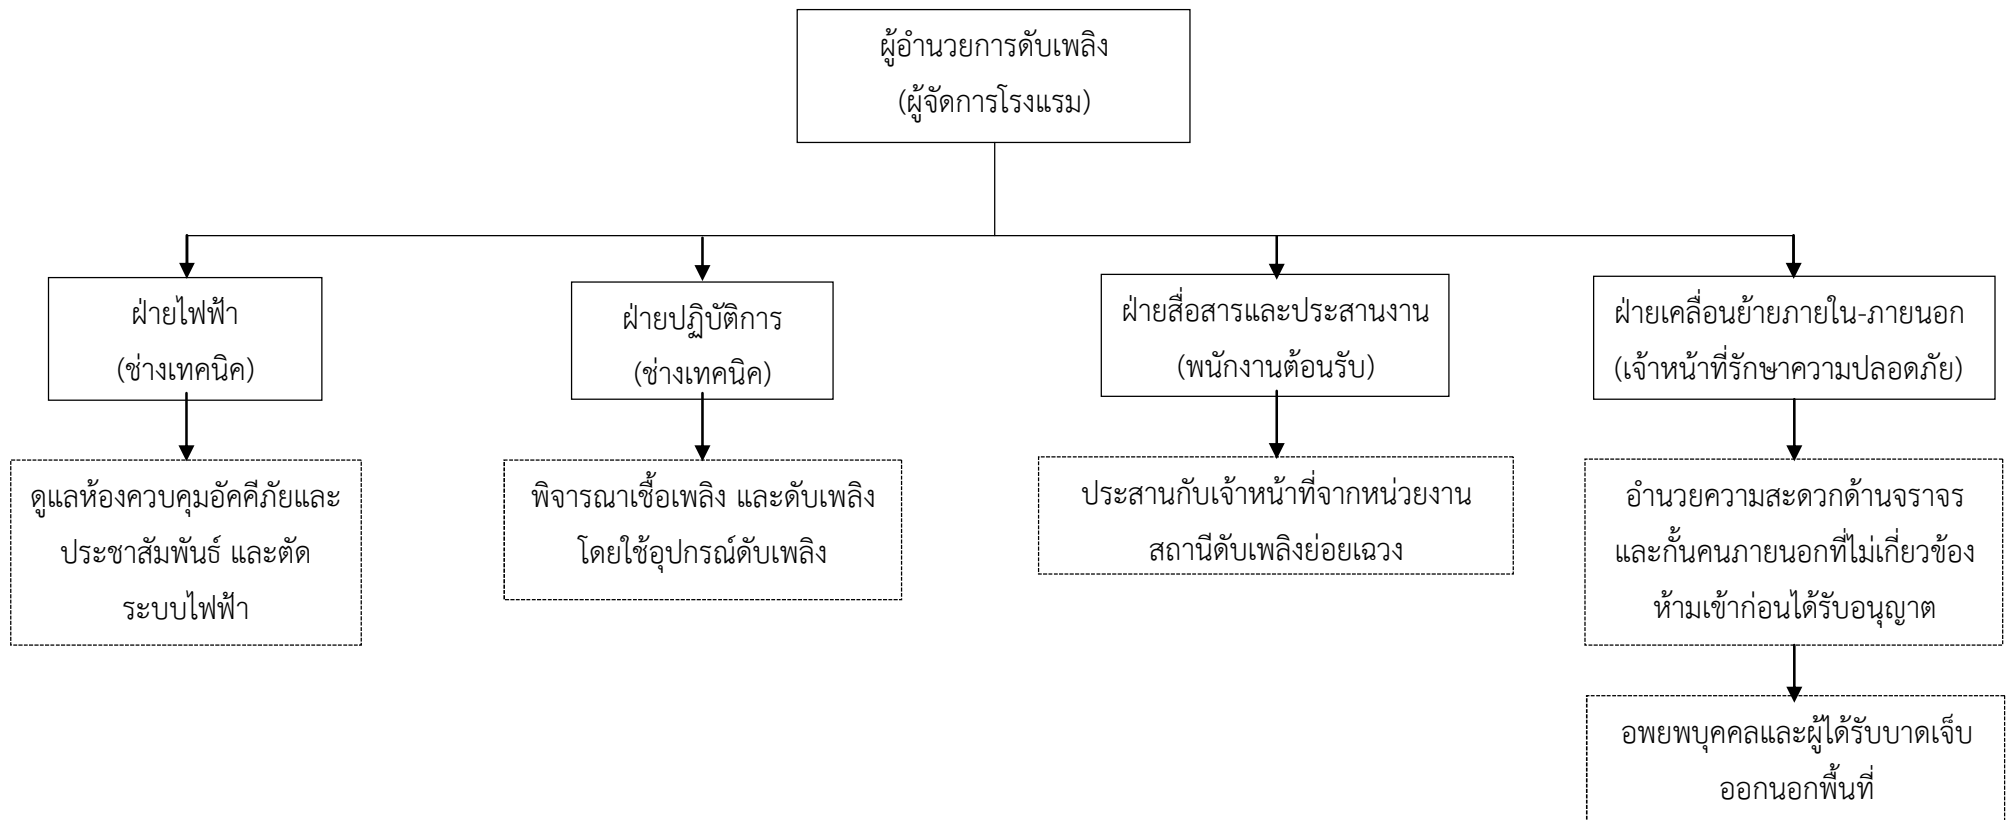 ผู้อำนวยการดับเพลิง
(ผู้จัดการโรงแรม)
ฝ่ายไฟฟ้า
(ช่างเทคนิค)
ฝ่ายปฏิบัติการ
(ช่างเทคนิค)
ฝ่ายสื่อสารและประสานงาน
(พนักงานต้อนรับ)
ฝ่ายเคลื่อนย้ายภายใน-ภายนอก
(เจ้าหน้าที่รักษาความปลอดภัย)
ดูแลห้องควบคุมอัคคีภัยและ
ประชาสัมพันธ์ และตัด
ระบบไฟฟ้า
พิจารณาเชื้อเพลิง และดับเพลิง
โดยใช้อุปกรณ์ดับเพลิง
ประสานกับเจ้าหน้าที่จากหน่วยงาน
สถานีดับเพลิงย่อยเฉวง
อำนวยความสะดวกด้านจราจร
และกั้นคนภายนอกที่ไม่เกี่ยวข้อง
ห้ามเข้าก่อนได้รับอนุญาต
อพยพบุคคลและผู้ได้รับบาดเจ็บ
ออกนอกพื้นที่